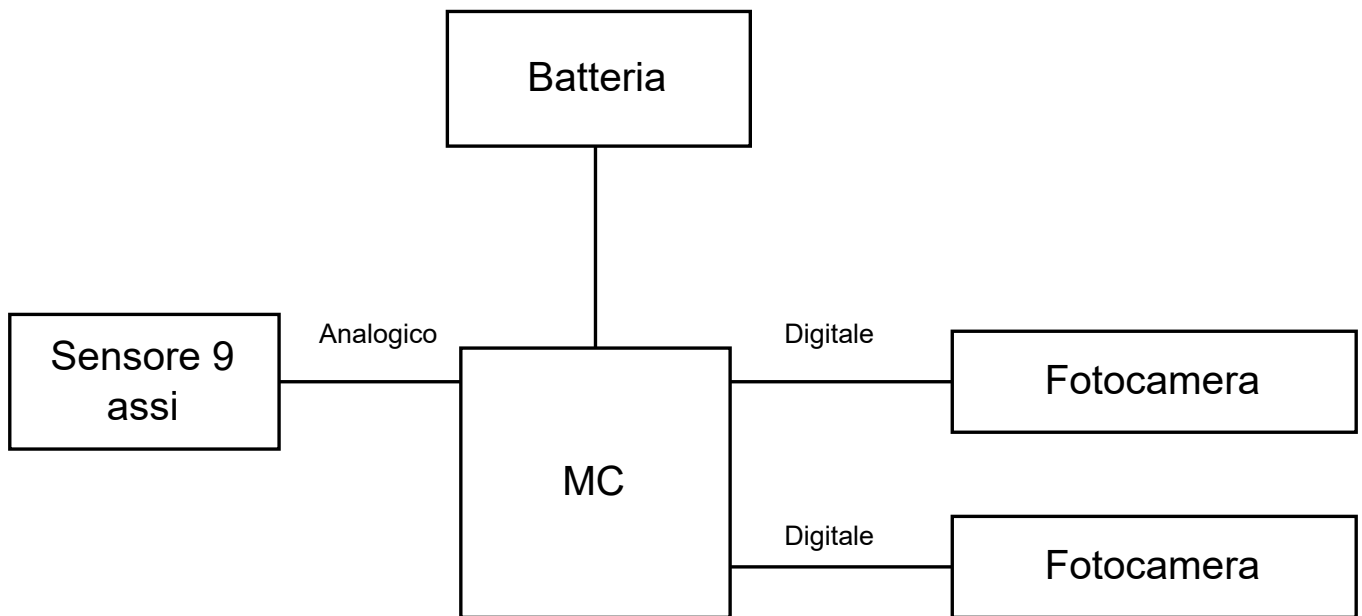 Batteria
Analogico
Digitale
Sensore 9
assi
Fotocamera
MC
Digitale
Fotocamera